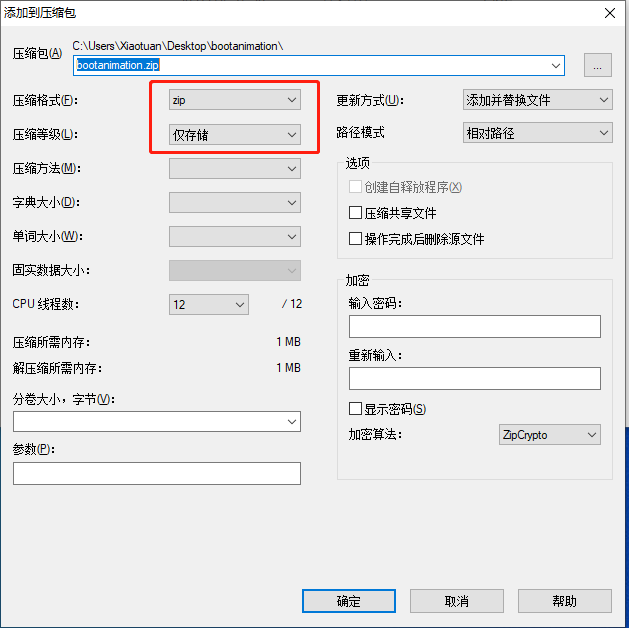 添加到压缩包
压缩包(A)
C:\Users\Xiaotuan\Desktop\bootanimation\
bootanimation.zip
...
压缩格式(F):
zip
压缩等级(L):
仅存储
压缩方法(M):
字典大小(D):
单词大小(W):
固实数据大小:
CPU 线程数:
12
/ 12
压缩所需内存:
1 MB
解压缩所需内存:
1 MB
分卷大小，字节(V):
参数(P):
更新方式(U):
添加并替换文件
路径模式
相对路径
选项
创建自释放程序(X)
压缩共享文件
操作完成后删除源文件
加密
输入密码:
重新输入:
显示密码(S)
加密算法:
ZipCrypto
确定
取消
帮助